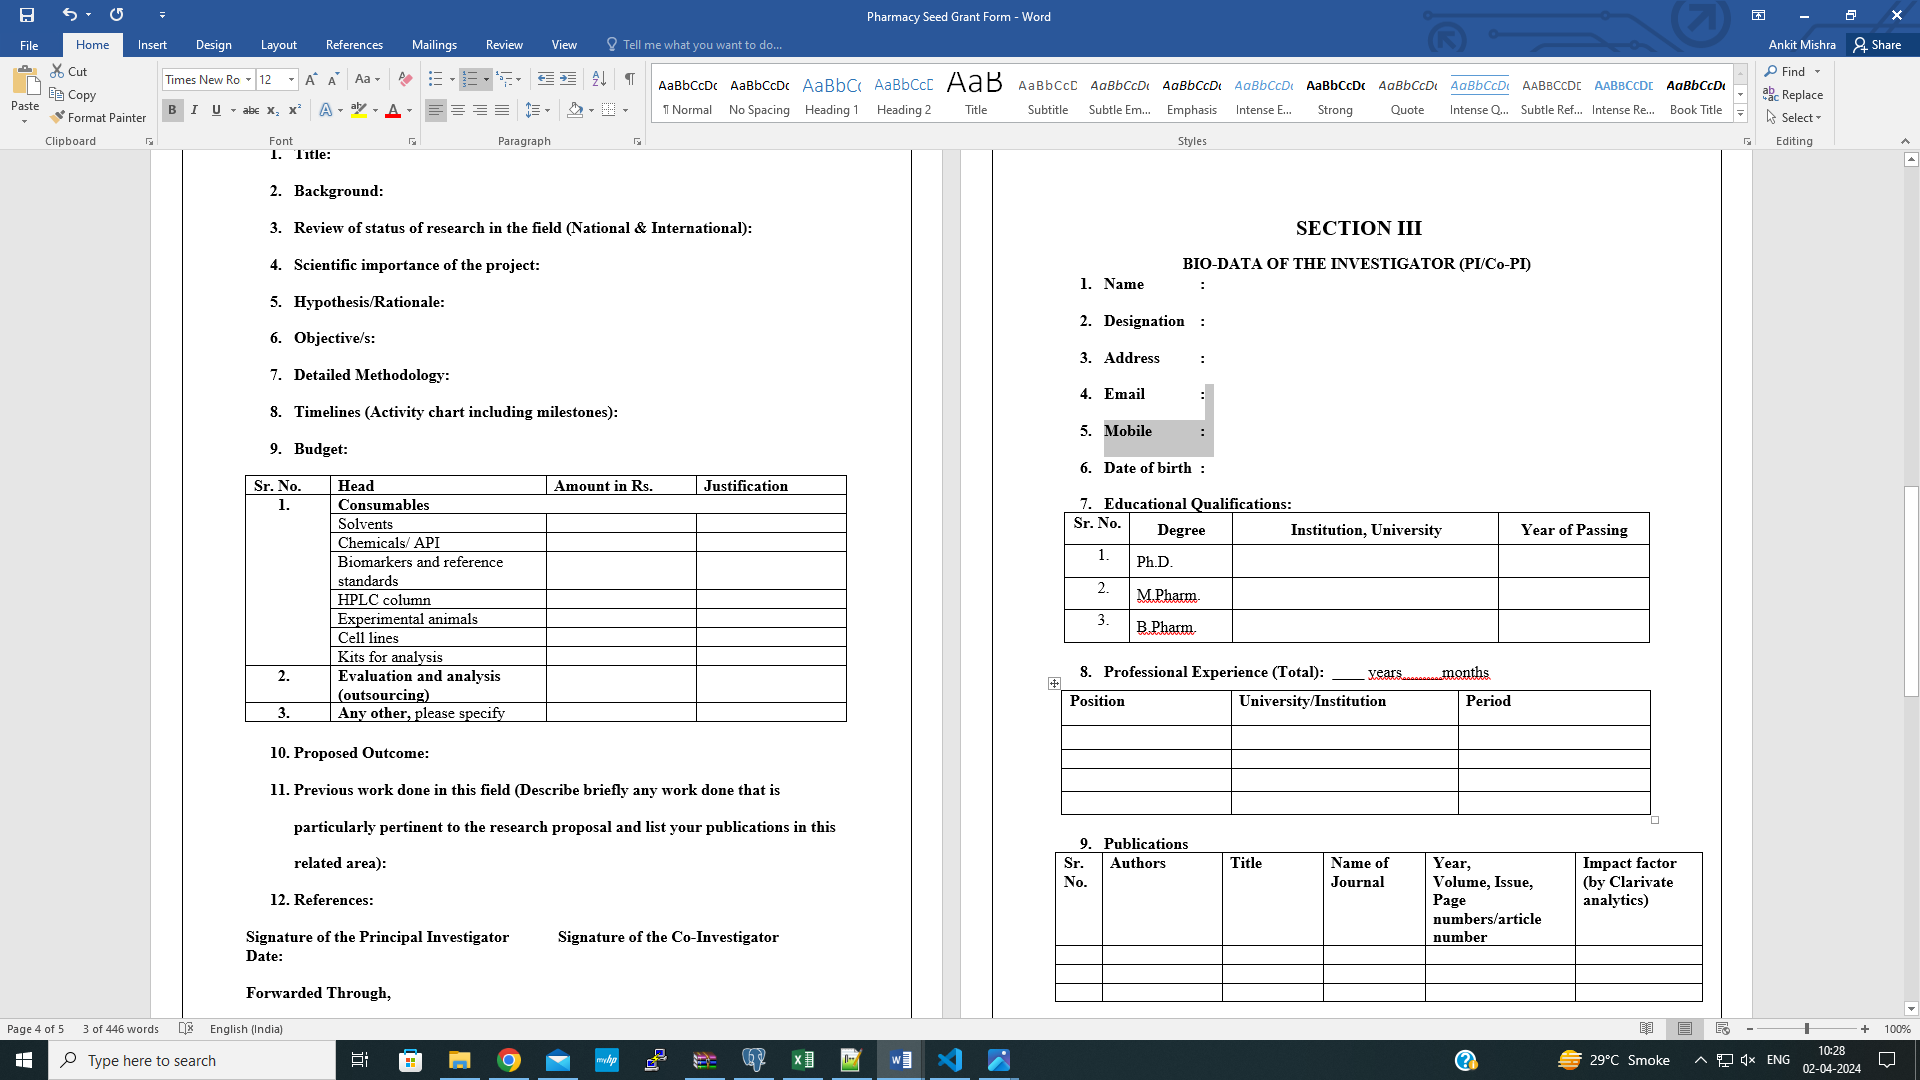 Pharmacy Seed Grant Form - Word
File Home Insert Design Layout References Mailings Review View Tell me what you want to do... Ankit Mishra Share
Paste
Cut
Copy
Format Painter
Times New Ro 12
AaBbCcDc AaBbCcDc AaBbCc AaBbCcD AaB AaBbCcD AaBbCcDc AaBbCcDc AaBbCcDc AaBbCcDc AaBbCcDc AaBbCcDc AABBCCDD AABBCCDD AaBbCcDc
¶ Normal No Spacing Heading 1 Heading 2 Title Subtitle Subtle Em... Emphasis Intense E... Strong Quote Intense Q... Subtle Ref... Intense Re... Book Title
Find
Replace
Select
Clipboard Font Paragraph Styles Editing
1. Title:
2. Background:
3. Review of status of research in the field (National & International):
4. Scientific importance of the project:
5. Hypothesis/Rationale:
6. Objective/s:
7. Detailed Methodology:
8. Timelines (Activity chart including milestones):
9. Budget:
Sr. No. Head Amount in Rs. Justification
1. Consumables
Solvents
Chemicals/ API
Biomarkers and reference
standards
HPLC column
Experimental animals
Cell lines
Kits for analysis
2. Evaluation and analysis
(outsourcing)
3. Any other, please specify
10. Proposed Outcome:
11. Previous work done in this field (Describe briefly any work done that is
particularly pertinent to the research proposal and list your publications in this
related area):
12. References:
Signature of the Principal Investigator Signature of the Co-Investigator
Date:
Forwarded Through,
SECTION III
BIO-DATA OF THE INVESTIGATOR (PI/Co-PI)
1. Name :
2. Designation :
3. Address :
4. Email :
5. Mobile :
6. Date of birth :
7. Educational Qualifications:
Sr. No. Degree Institution, University Year of Passing
1. Ph.D.
2. M.Pharm.
3. B.Pharm.
8. Professional Experience (Total): ____ years_____months
Position University/Institution Period
9. Publications
Sr. No. Authors Title Name of Journal Year, Volume, Issue, Page numbers/article number Impact factor (by Clarivate analytics)
Page 4 of 5 3 of 446 words English (India) 100%
Type here to search
29°C Smoke ENG 10:28
02-04-2024